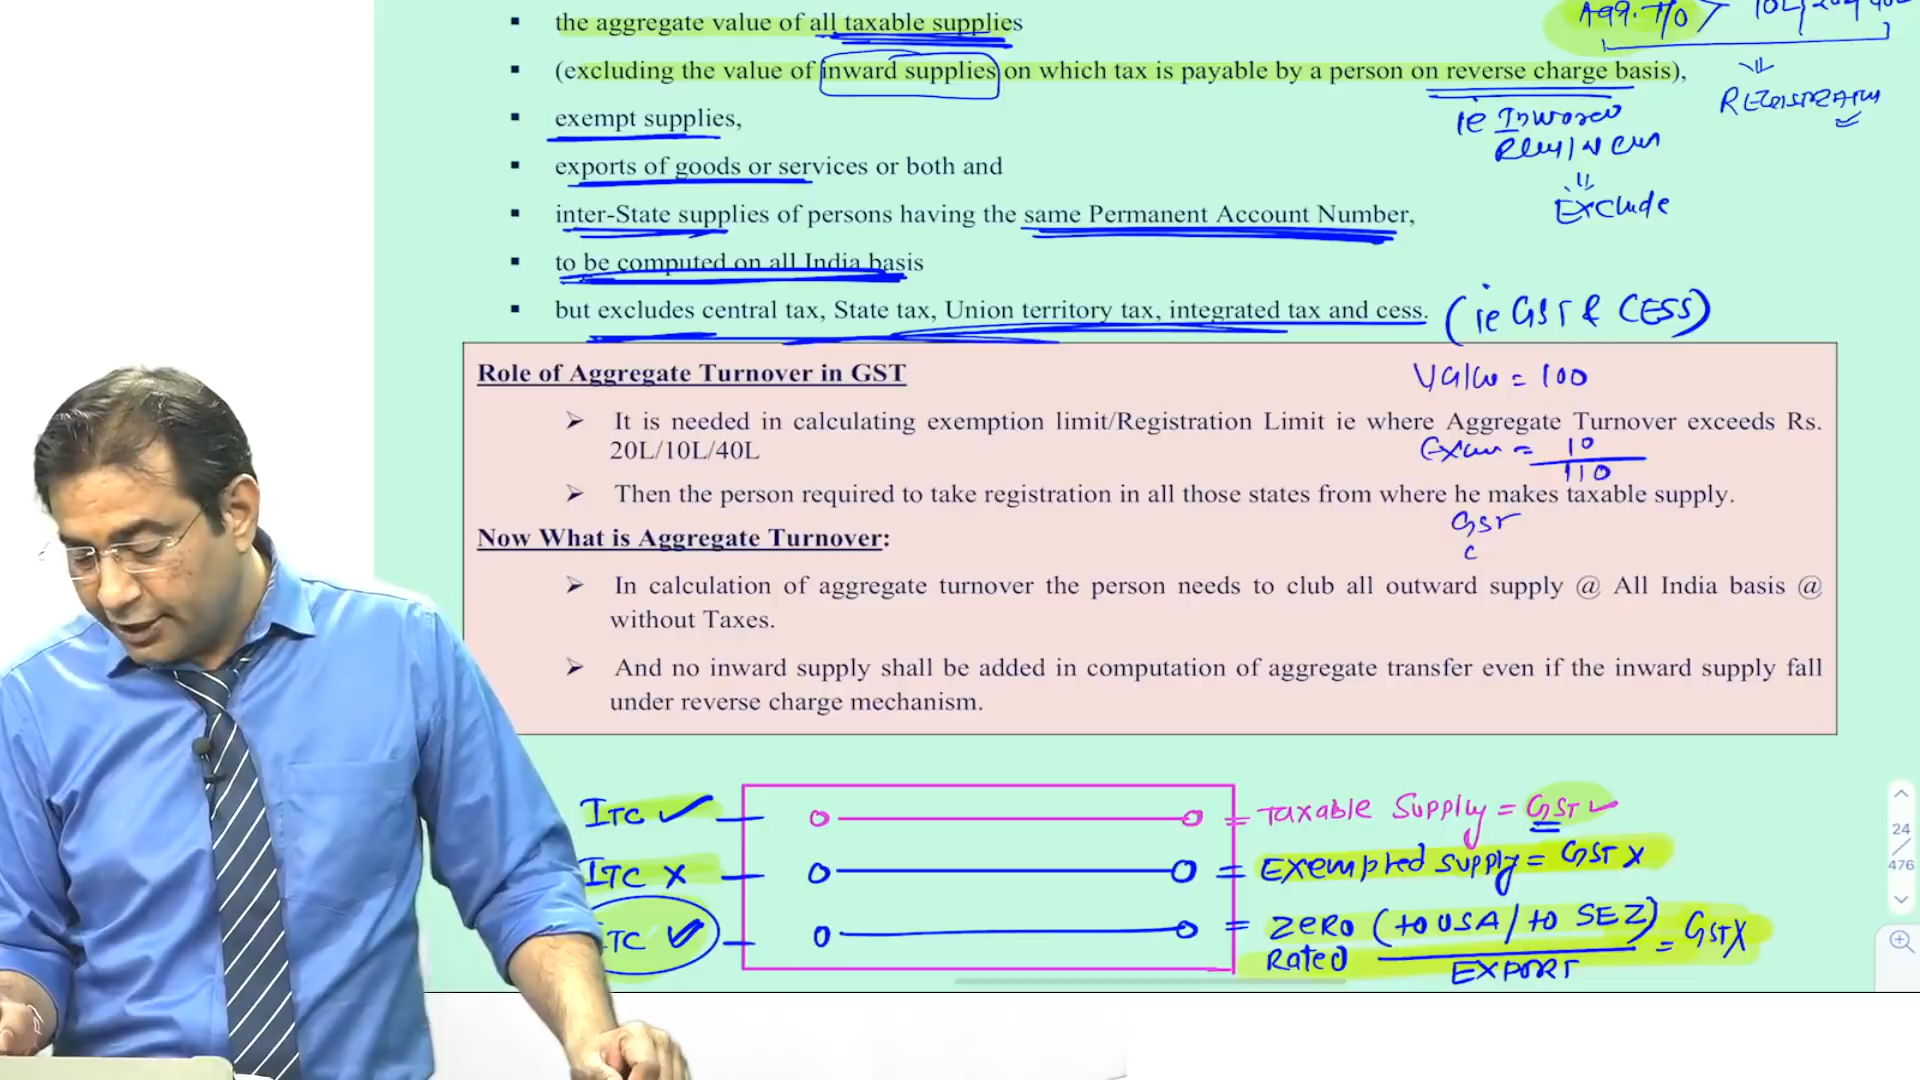 ▪ the aggregate value of all taxable supplies
Agg. T/O >
▪ (excluding the value of inward supplies on which tax is payable by a person on reverse charge basis),
REGISTRATION
ie Inward
▪ exempt supplies,
▪ exports of goods or services or both and
Exclude
▪ inter-State supplies of persons having the same Permanent Account Number,
▪ to be computed on all India basis
▪ but excludes central tax, State tax, Union territory tax, integrated tax and cess. (ie GST & CESS)
Role of Aggregate Turnover in GST
Value = 100
➤ It is needed in calculating exemption limit/Registration Limit ie where Aggregate Turnover exceeds Rs.
20L/10L/40L
= 10
110
➤ Then the person required to take registration in all those states from where he makes taxable supply.
GST
C
Now What is Aggregate Turnover:
➤ In calculation of aggregate turnover the person needs to club all outward supply @ All India basis @
without Taxes.
➤ And no inward supply shall be added in computation of aggregate transfer even if the inward supply fall
under reverse charge mechanism.
ITC ✓ = Taxable Supply = GST ✓
ITC X = Exempted supply = GST X
ITC ✓ = Zero Rated (to USA / to SEZ) = GST X
EXPORT
24
/
476